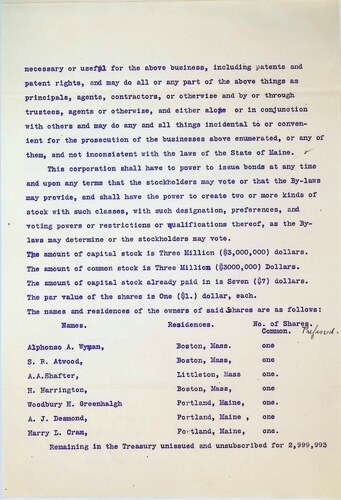 necessary or useful for the above business, including patents and
patent rights, and may do all or any part of the above things as
principals, agents, contractors, or otherwise and by or through
trustees, agents or otherwise, and either alone or in conjunction
with others and may do any and all things incidental to or conven-
ient for the prosecution of the businesses above enumerated, or any of
them, and not inconsistent with the laws of the State of Maine.
This corporation shall have to power to issue bonds at any time
and upon any terms that the stockholders may vote or that the By-laws
may provide, and shall have the power to create two or more kinds of
stock with such classes, with such designation, preferences, and
voting powers or restrictions or qualifications thereof, as the By-
laws may determine or the stockholders may vote.
The amount of capital stock is Three Million ($3,000,000) dollars.
The amount of common stock is Three Million ($3000,000) Dollars.
The amount of capital stock already paid in is Seven ($7) dollars.
The par value of the shares is One ($1.) dollar, each.
The names and residences of the owners of said shares are as follows:
Names. Residences. No. of Shares.
Common. Preferred.
Alphonso A. Wyman, Boston, Mass. one
S. R. Atwood, Boston, Mass, one
A.A.Shafter, Littleton, Mass one
H. Harrington, Boston, Mass, one
Woodbury H. Greenhalgh Portland, Maine, one.
A. J. Desmond, Portland, Maine , one.
Harry L. Cram, Portland, Maine, one.
Remaining in the Treasury unissued and unsubscribed for 2,999,993